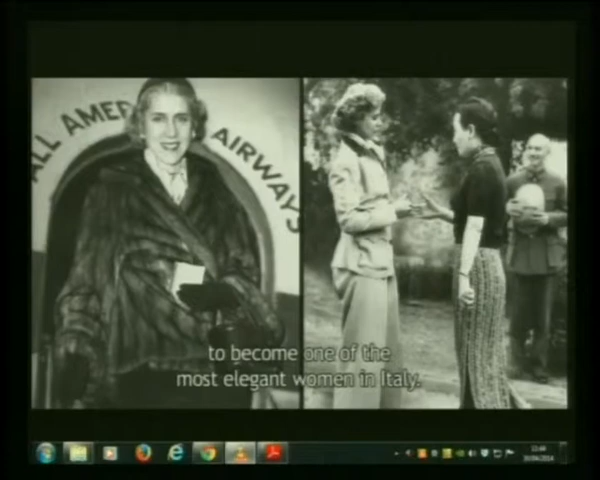 ALL AMER AIRWAYS
to become one of the
most elegant women in Italy.